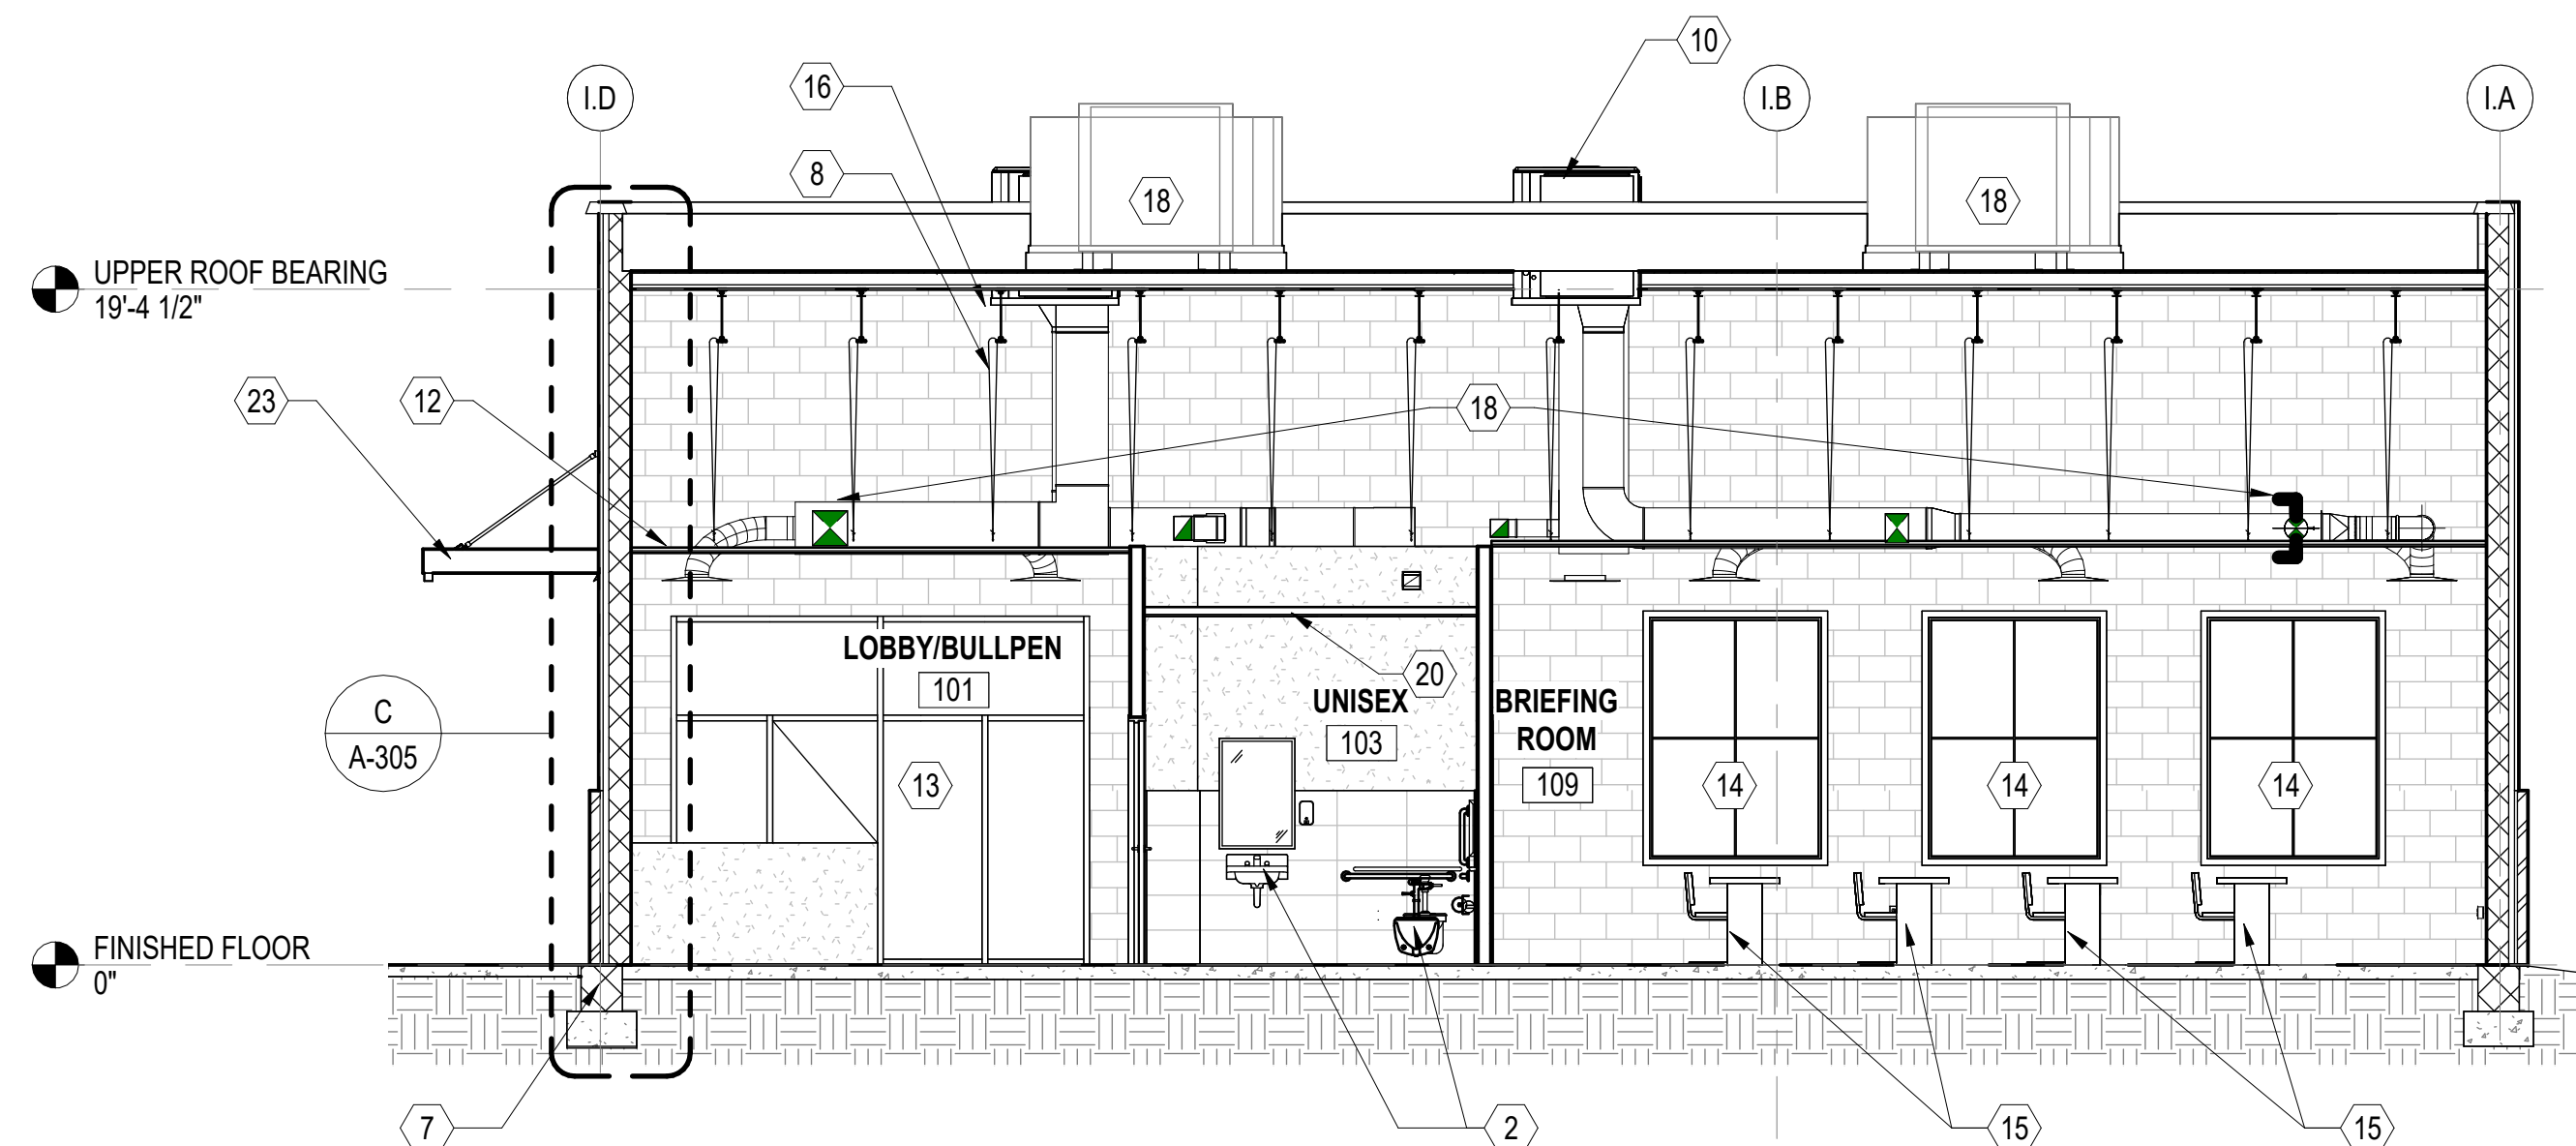 10
16
I.D
I.B
I.A
8
18
18
UPPER ROOF BEARING
19'-4 1/2"
23
12
18
LOBBY/BULLPEN
101
20
UNISEX
103
BRIEFING
ROOM
109
C
A-305
13
14
14
14
FINISHED FLOOR
0"
7
2
15
15